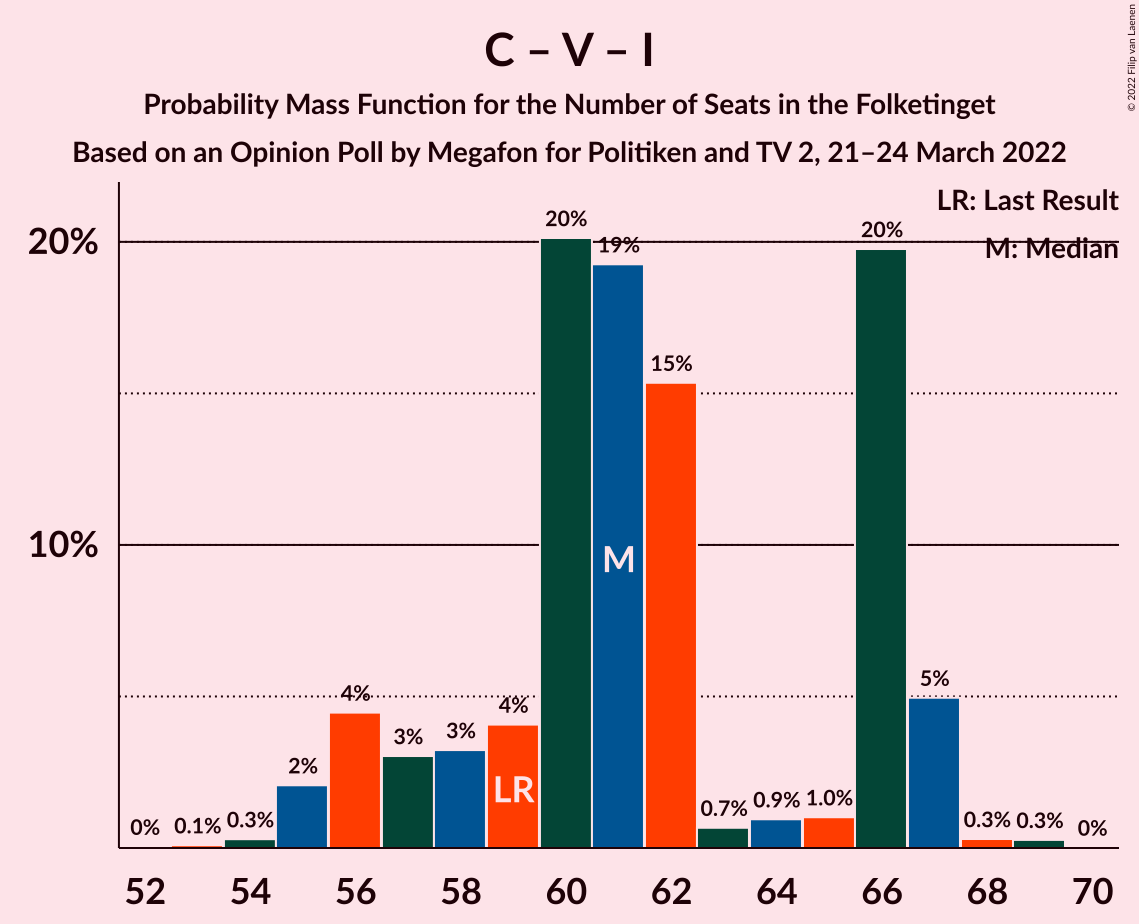 C – V – I
Probability Mass Function for the Number of Seats in the Folketinget
Based on an Opinion Poll by Megafon for Politiken and TV 2, 21–24 March 2022
© 2022 Filip van Laenen
LR: Last Result
M: Median
20%
10%
0%
0.1%
0.3%
2%
4%
3%
3%
4%
20%
19%
15%
0.7%
0.9%
1.0%
20%
5%
0.3%
0.3%
0%
LR
M
52 54 56 58 60 62 64 66 68 70